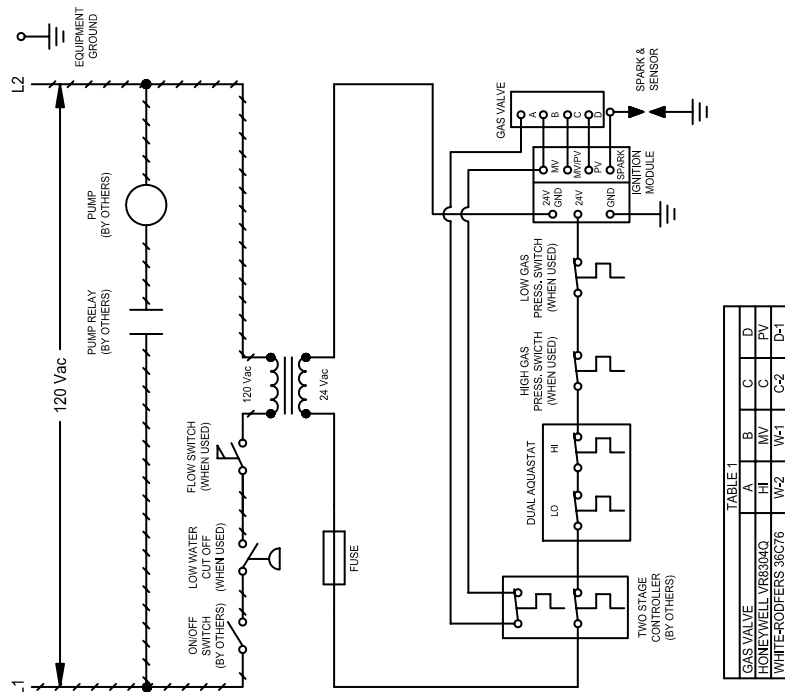 L1
L2
EQUIPMENT
GROUND
120 Vac
PUMP RELAY
(BY OTHERS)
PUMP
(BY OTHERS)
ON/OFF
SWITCH
(BY OTHERS)
LOW WATER
CUT OFF
(WHEN USED)
FLOW SWITCH
(WHEN USED)
120 Vac
24 Vac
FUSE
TWO STAGE
CONTROLLER
(BY OTHERS)
DUAL AQUASTAT
LO
HI
HIGH GAS
PRESS. SWICTH
(WHEN USED)
LOW GAS
PRESS. SWITCH
(WHEN USED)
24V
GND
24V
GND
MV
MV/PV
PV
SPARK
IGNITION
MODULE
GAS VALVE
A
B
C
D
SPARK &
SENSOR
TABLE 1
GAS VALVE A B C D
HONEYWELL VR8304Q HI MV C PV
WHITE-RODFERS 36C76 W-2 W-1 C-2 D-1